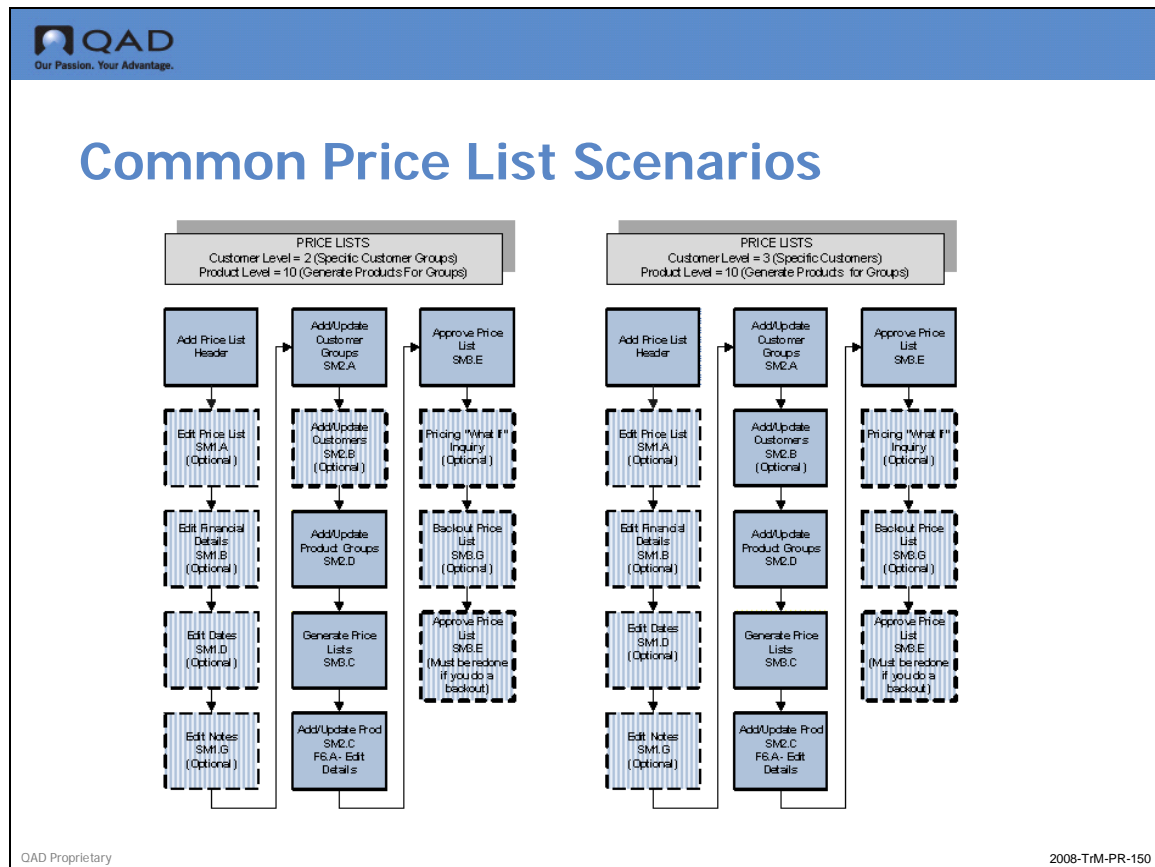 QAD
Our Passion. Your Advantage.
Common Price List Scenarios
PRICE LISTS
Customer Level = 2 (Specific Customer Groups)
Product Level = 10 (Generate Products For Groups)
Add Price List
Header
Edit Price List
SM1.A
(Optional)
Edit Financial
Details
SM1.B
(Optional)
Edit Dates
SM1.D
(Optional)
Edit Notes
SM1.G
(Optional)
Add/Update
Customer
Groups
SM2.A
Add/Update
Customers
SM2.B
(Optional)
Add/Update
Product Groups
SM2.D
Generate Price
Lists
SM3.C
Add/Update Prod
SM2.C
F6.A - Edit
Details
Approve Price
List
SM3.E
Pricing "What If"
Inquiry
(Optional)
Backout Price
List
SM3.G
(Optional)
Approve Price
List
SM3.E
(Must be redone
if you do a
backout)
PRICE LISTS
Customer Level = 3 (Specific Customers)
Product Level = 10 (Generate Products for Groups)
Add Price List
Header
Edit Price List
SM1.A
(Optional)
Edit Financial
Details
SM1.B
(Optional)
Edit Dates
SM1.D
(Optional)
Edit Notes
SM1.G
(Optional)
Add/Update
Customer
Groups
SM2.A
Add/Update
Customers
SM2.B
(Optional)
Add/Update
Product Groups
SM2.D
Generate Price
Lists
SM3.C
Add/Update Prod
SM2.C
F6.A - Edit
Details
Approve Price
List
SM3.E
Pricing "What If"
Inquiry
(Optional)
Backout Price
List
SM3.G
(Optional)
Approve Price
List
SM3.E
(Must be redone
if you do a
backout)
QAD Proprietary
2008-TrM-PR-150